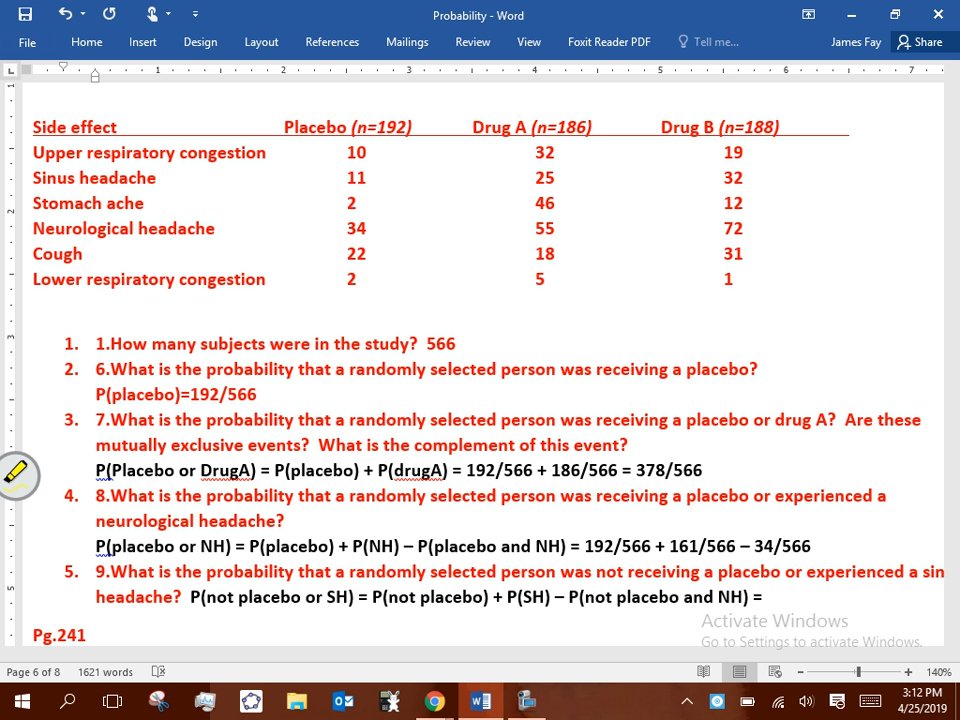 Probability - Word
File Home Insert Design Layout References Mailings Review View Foxit Reader PDF Tell me... James Fay Share
1 2 3 4 5 6 7
Side effect Placebo (n=192) Drug A (n=186) Drug B (n=188)
Upper respiratory congestion 10 32 19
Sinus headache 11 25 32
Stomach ache 2 46 12
Neurological headache 34 55 72
Cough 22 18 31
Lower respiratory congestion 2 5 1
1. 1.How many subjects were in the study? 566
2. 6.What is the probability that a randomly selected person was receiving a placebo?
P(placebo)=192/566
3. 7.What is the probability that a randomly selected person was receiving a placebo or drug A? Are these
mutually exclusive events? What is the complement of this event?
P(Placebo or DrugA) = P(placebo) + P(drugA) = 192/566 + 186/566 = 378/566
4. 8.What is the probability that a randomly selected person was receiving a placebo or experienced a
neurological headache?
P(placebo or NH) = P(placebo) + P(NH) – P(placebo and NH) = 192/566 + 161/566 – 34/566
5. 9.What is the probability that a randomly selected person was not receiving a placebo or experienced a sin
headache? P(not placebo or SH) = P(not placebo) + P(SH) – P(not placebo and NH) =
Activate Windows
Pg.241
Go to Settings to activate Windows.
Page 6 of 8 1621 words 140%
3:12 PM
4/25/2019